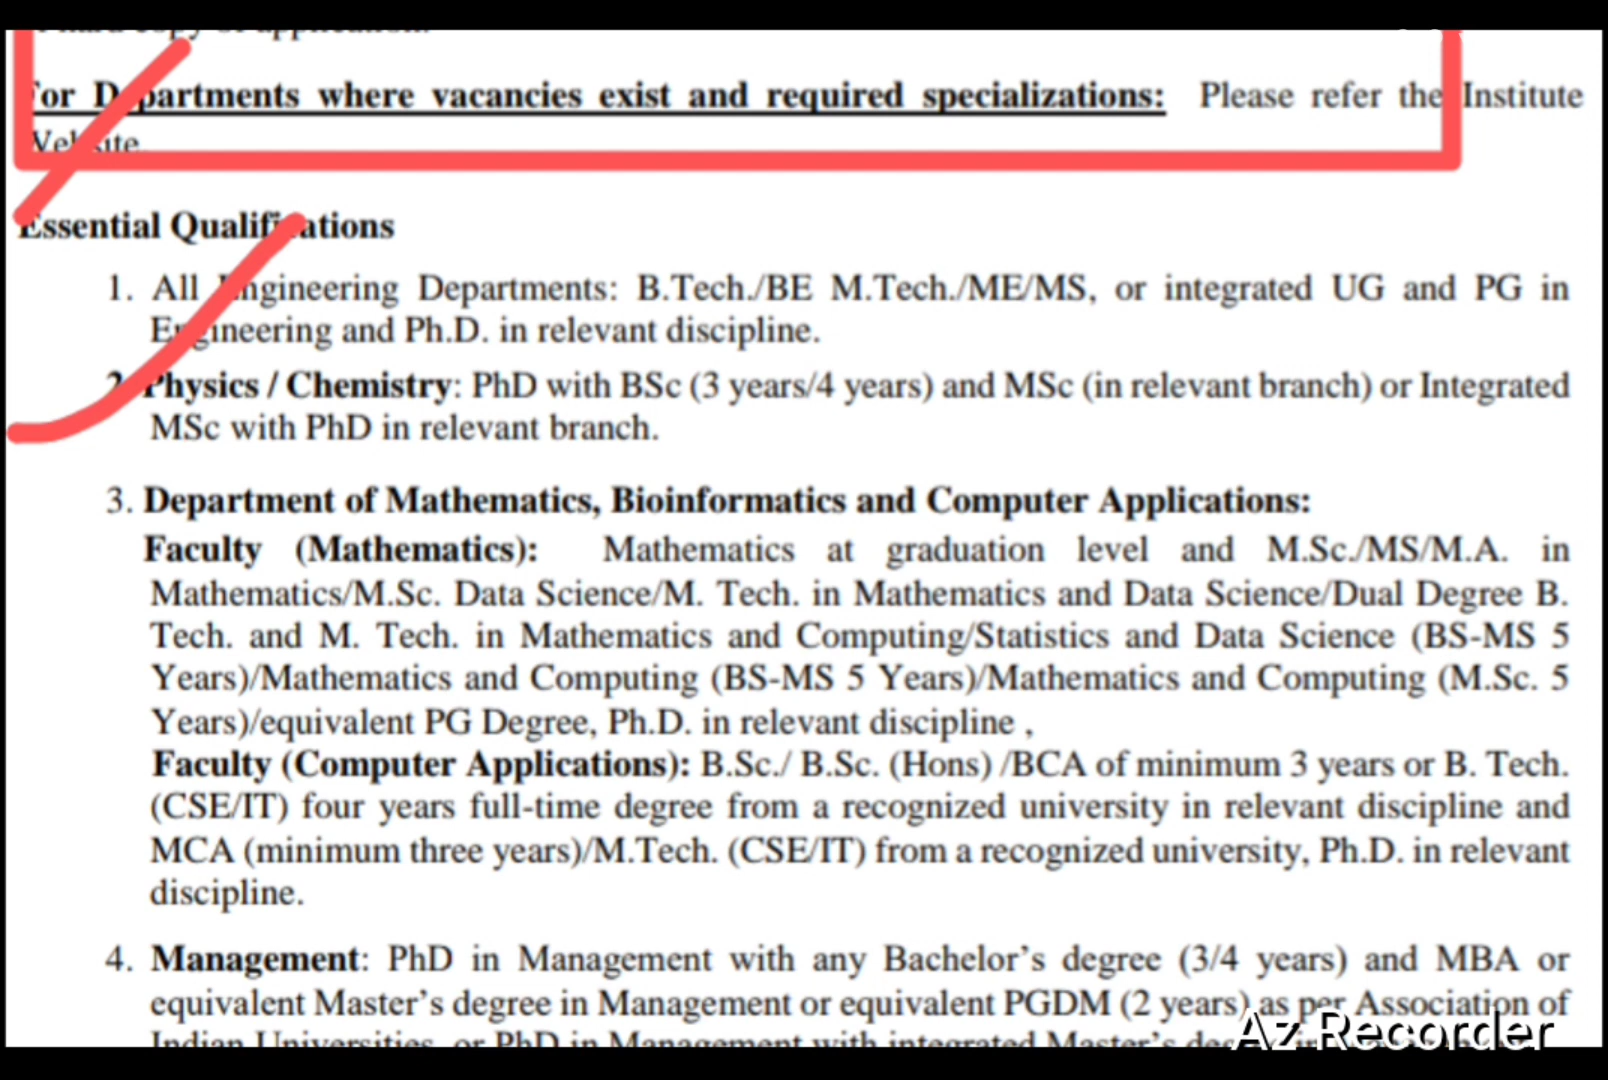 For Departments where vacancies exist and required specializations: Please refer the Institute
Website
Essential Qualifications
1. All Engineering Departments: B.Tech./BE M.Tech./ME/MS, or integrated UG and PG in
Engineering and Ph.D. in relevant discipline.
2. Physics / Chemistry: PhD with BSc (3 years/4 years) and MSc (in relevant branch) or Integrated
MSc with PhD in relevant branch.
3. Department of Mathematics, Bioinformatics and Computer Applications:
Faculty (Mathematics): Mathematics at graduation level and M.Sc./MS/M.A. in
Mathematics/M.Sc. Data Science/M. Tech. in Mathematics and Data Science/Dual Degree B.
Tech. and M. Tech. in Mathematics and Computing/Statistics and Data Science (BS-MS 5
Years)/Mathematics and Computing (BS-MS 5 Years)/Mathematics and Computing (M.Sc. 5
Years)/equivalent PG Degree, Ph.D. in relevant discipline ,
Faculty (Computer Applications): B.Sc./ B.Sc. (Hons) /BCA of minimum 3 years or B. Tech.
(CSE/IT) four years full-time degree from a recognized university in relevant discipline and
MCA (minimum three years)/M.Tech. (CSE/IT) from a recognized university, Ph.D. in relevant
discipline.
4. Management: PhD in Management with any Bachelor's degree (3/4 years) and MBA or
equivalent Master's degree in Management or equivalent PGDM (2 years) as per Association of
Indian Universities, or PhD in Management with integrated Master's
Az Recorder